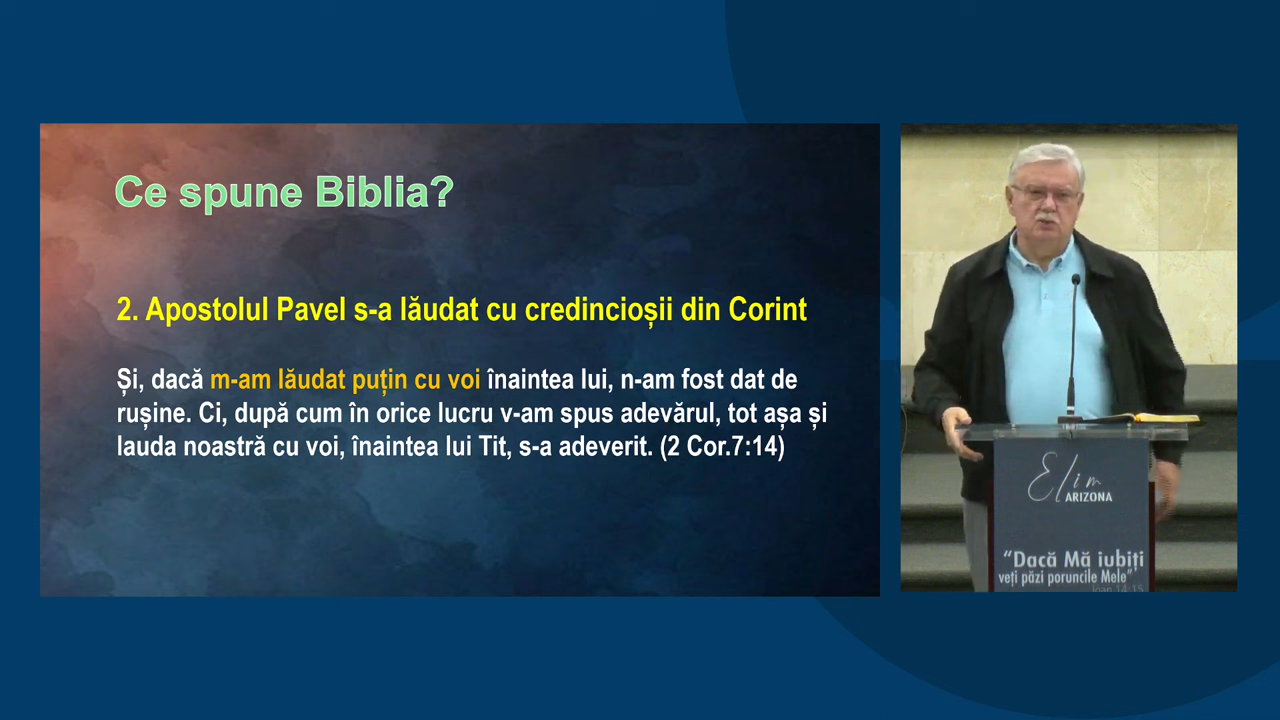 Ce spune Biblia?
2. Apostolul Pavel s-a lăudat cu credincioșii din Corint
Și, dacă m-am lăudat puțin cu voi înaintea lui, n-am fost dat de
rușine. Ci, după cum în orice lucru v-am spus adevărul, tot așa și
lauda noastră cu voi, înaintea lui Tit, s-a adeverit. (2 Cor.7:14)
Elim
ARIZONA
“Dacă Mă iubiți
veți păzi poruncile Mele”
Ioan 14:15